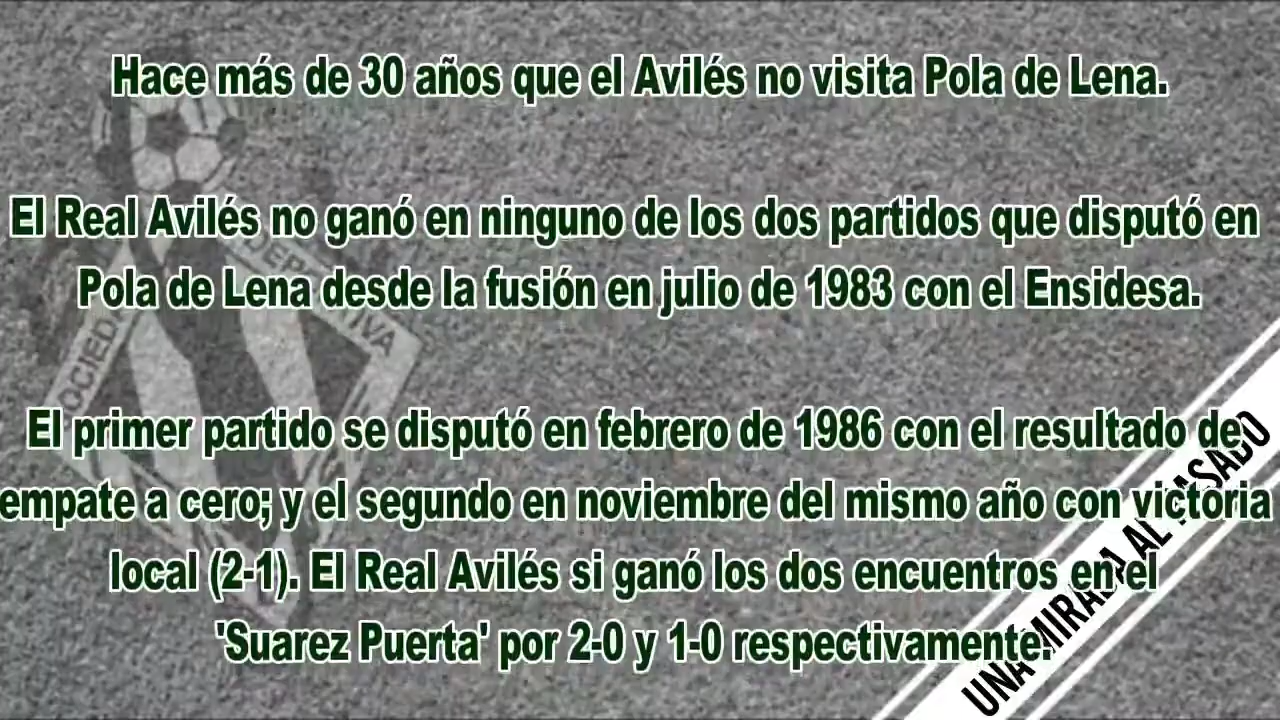 Hace más de 30 años que el Avilés no visita Pola de Lena.
El Real Avilés no ganó en ninguno de los dos partidos que disputó en
Pola de Lena desde la fusión en julio de 1983 con el Ensidesa.
El primer partido se disputó en febrero de 1986 con el resultado de
empate a cero; y el segundo en noviembre del mismo año con victoria
local (2-1). El Real Avilés si ganó los dos encuentros en el
'Suarez Puerta' por 2-0 y 1-0 respectivamente.
UNA MIRADA AL PASADO